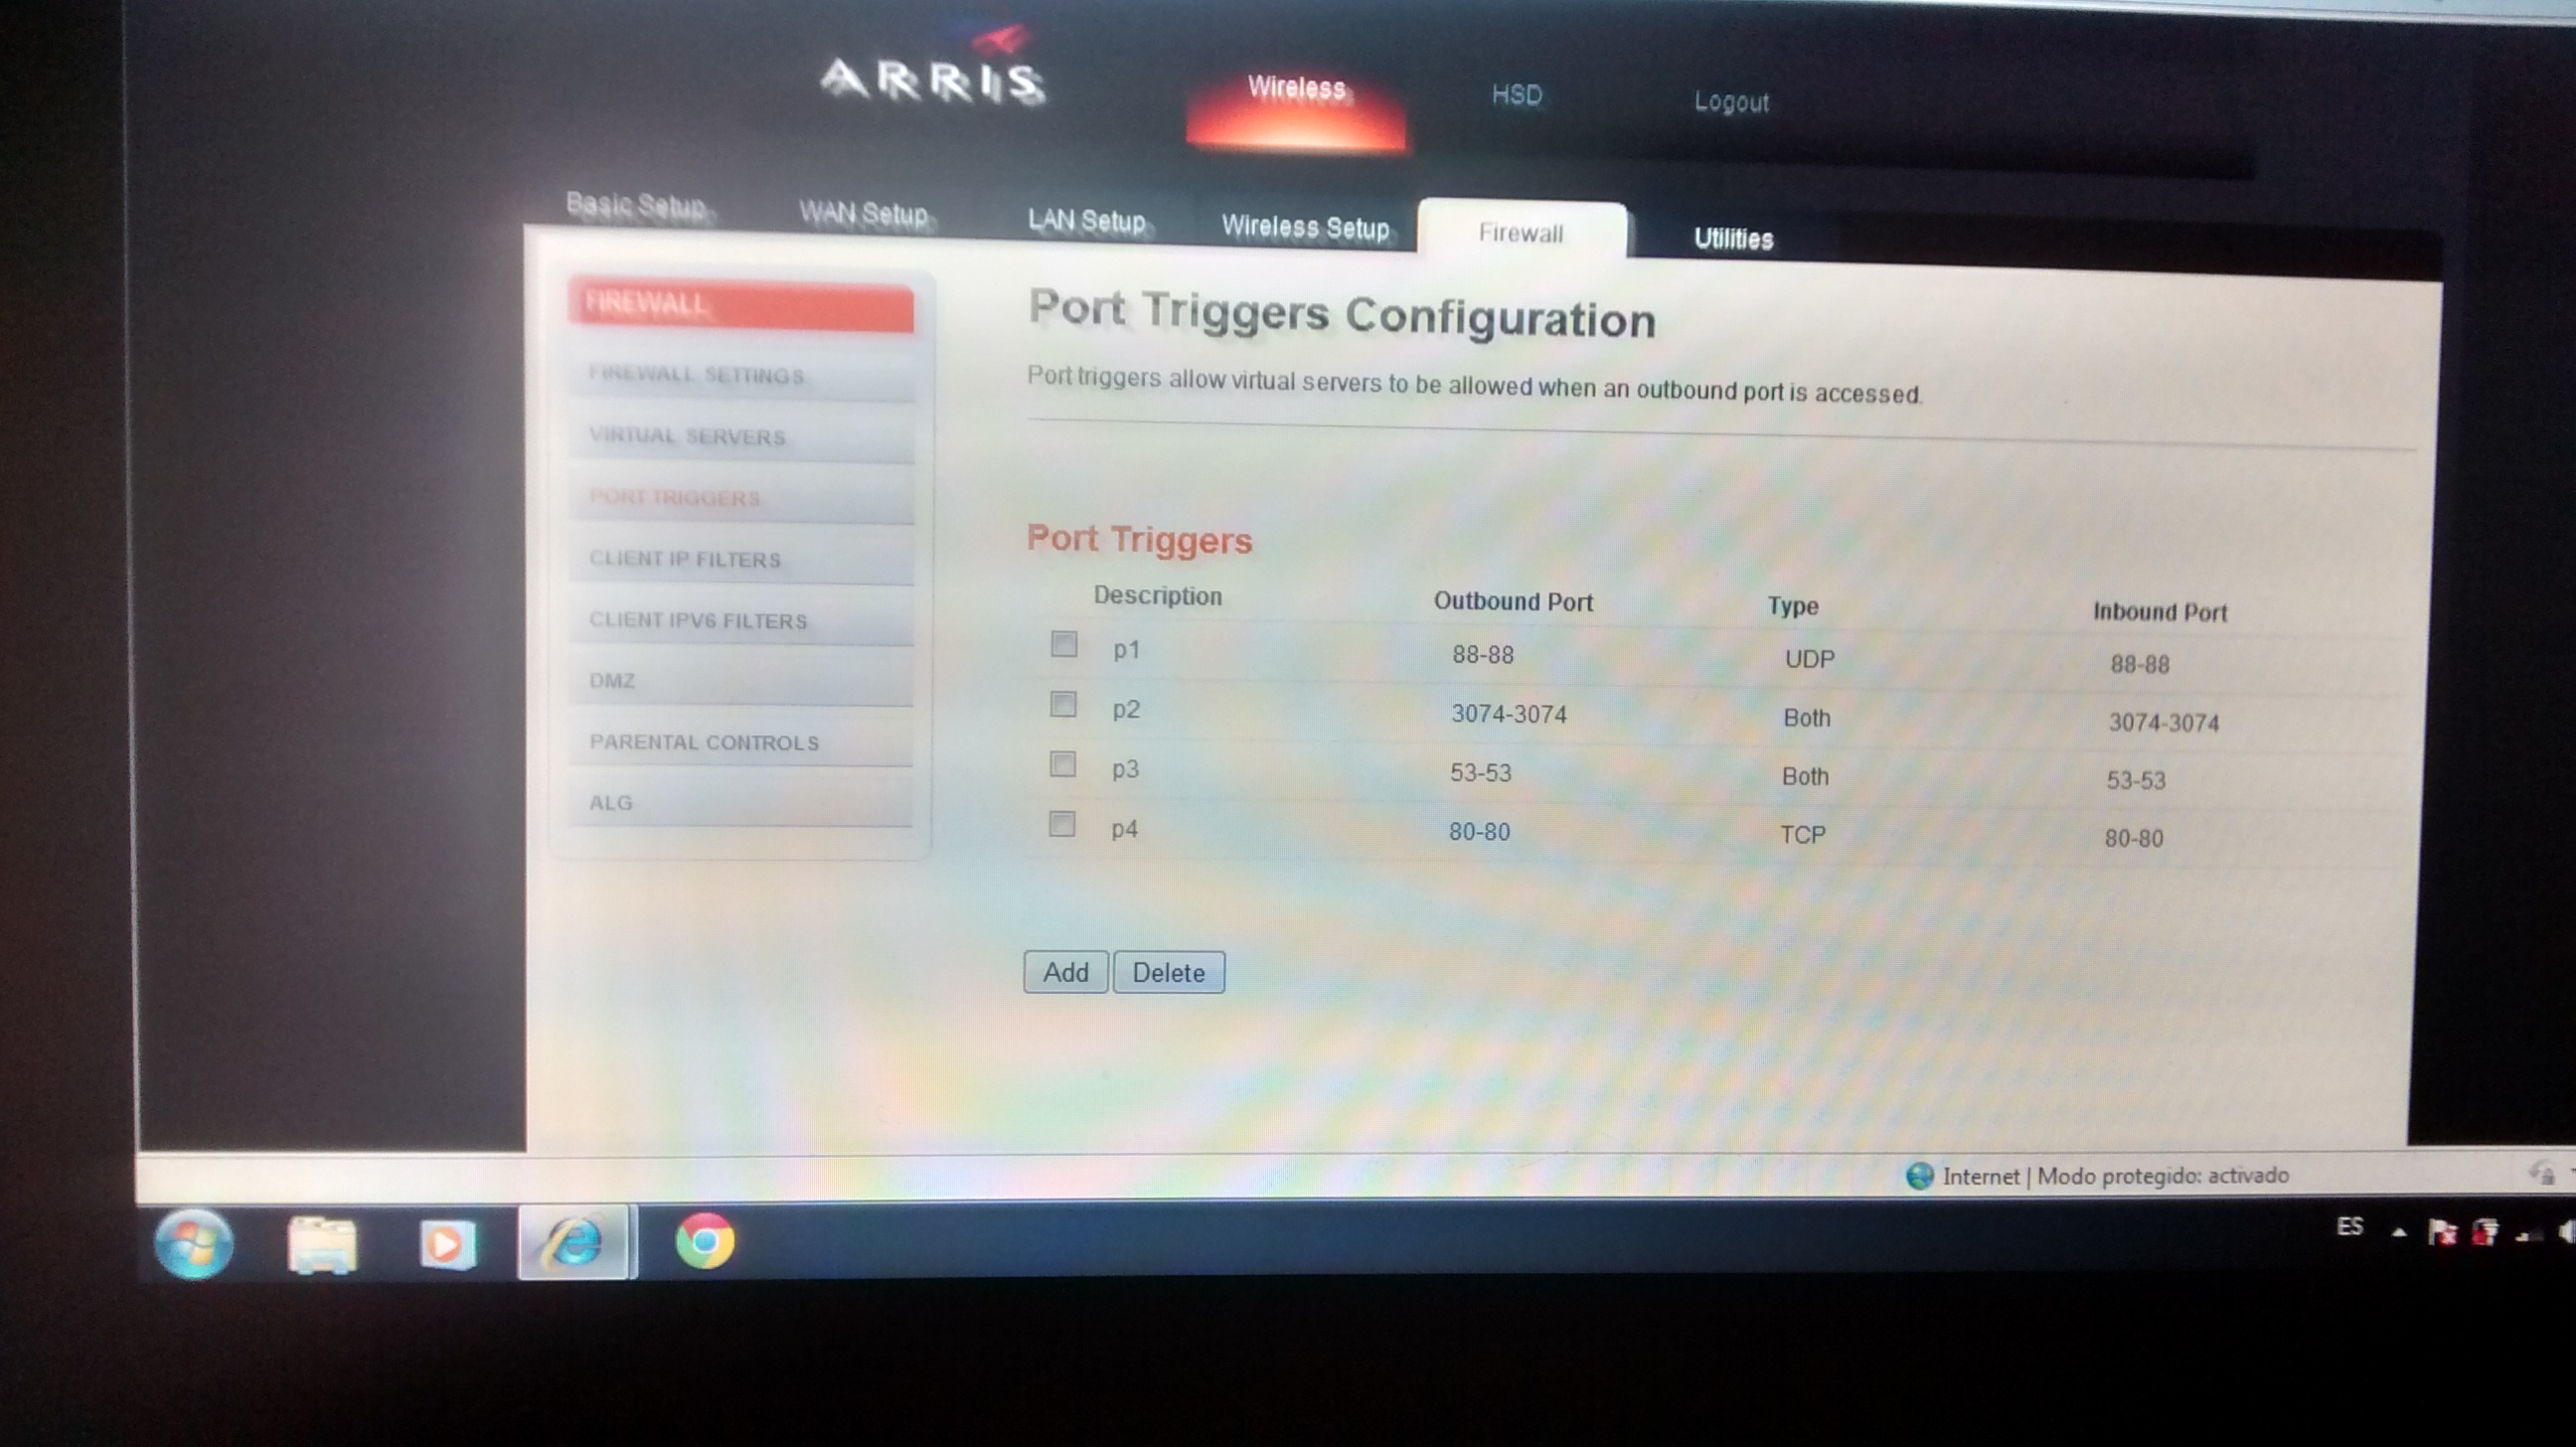 ARRIS
Wireless HSD Logout
Basic Setup WAN Setup LAN Setup Wireless Setup Firewall Utilities
FIREWALL
FIREWALL SETTINGS
VIRTUAL SERVERS
PORT TRIGGERS
CLIENT IP FILTERS
CLIENT IPV6 FILTERS
DMZ
PARENTAL CONTROLS
ALG
Port Triggers Configuration
Port triggers allow virtual servers to be allowed when an outbound port is accessed.
Port Triggers
Description Outbound Port Type Inbound Port
p1 88-88 UDP 88-88
p2 3074-3074 Both 3074-3074
p3 53-53 Both 53-53
p4 80-80 TCP 80-80
Add Delete
Internet | Modo protegido: activado
ES